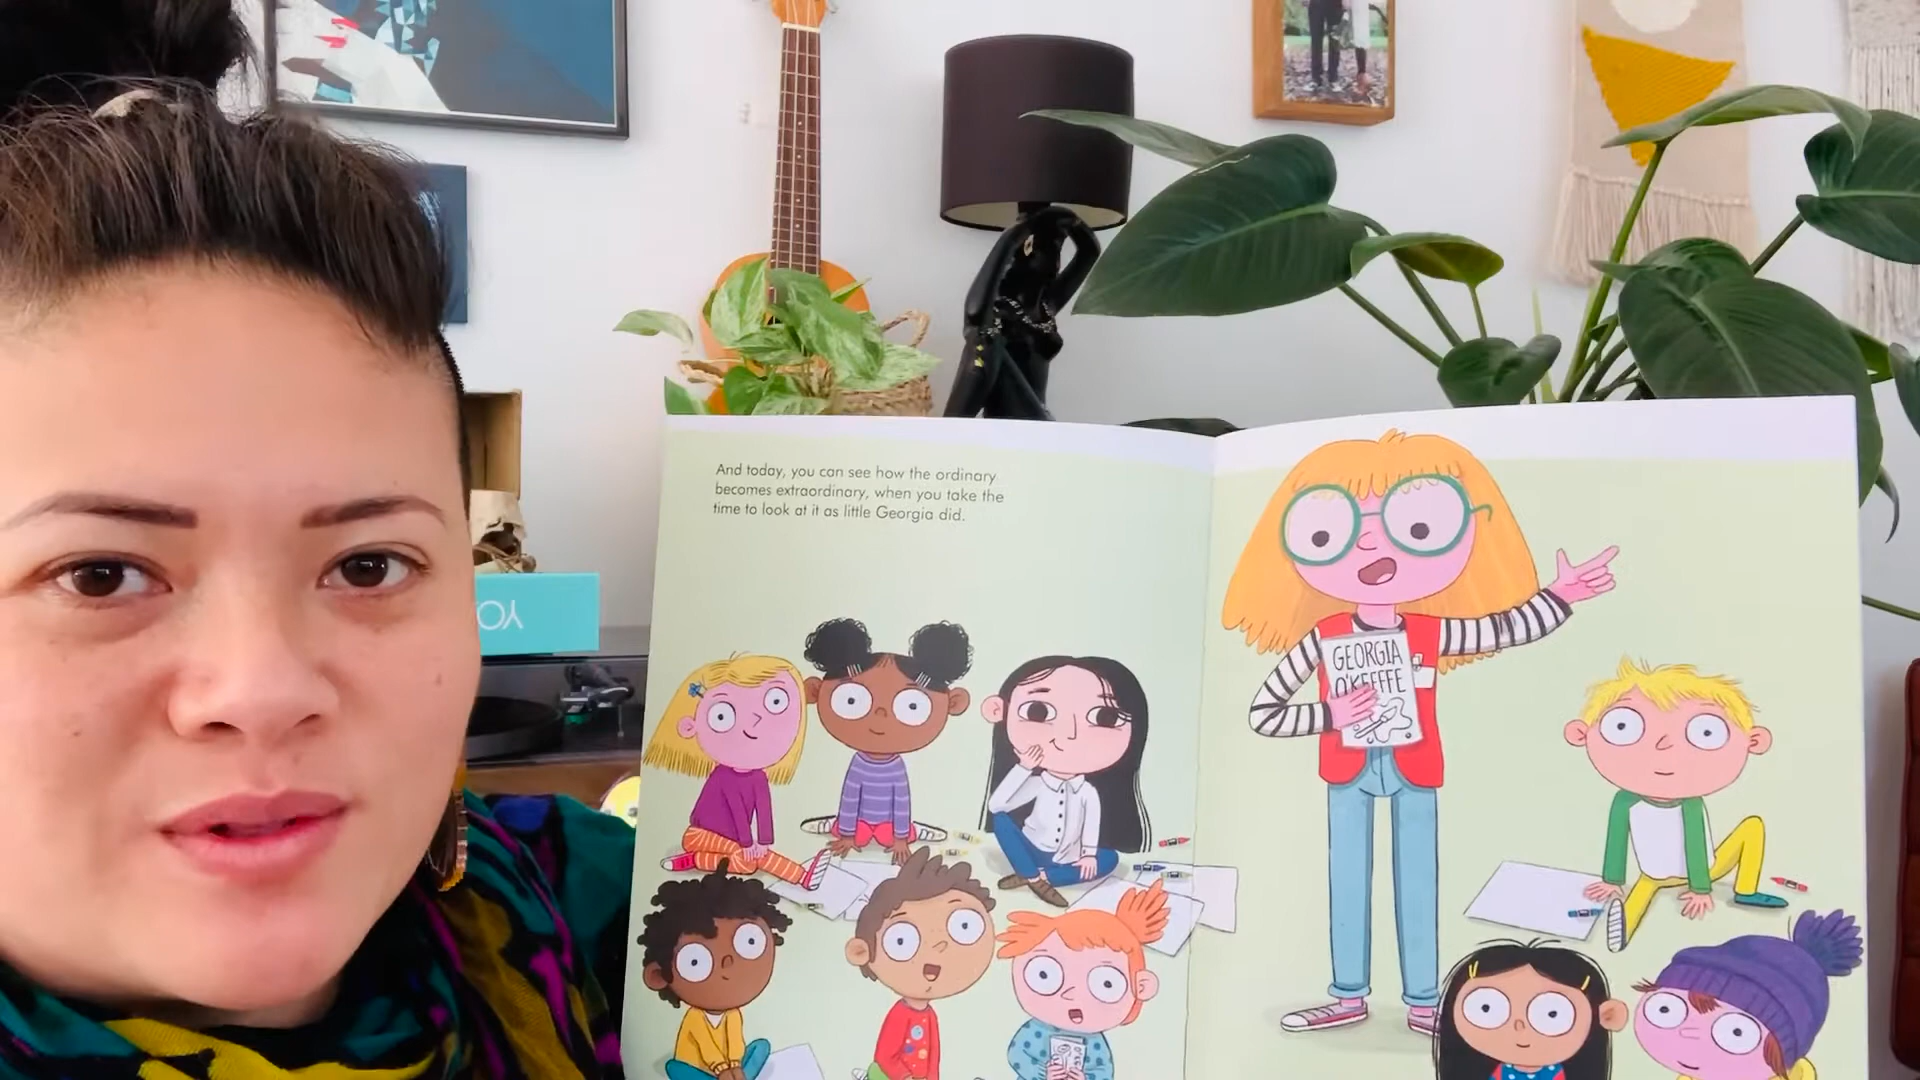 And today, you can see how the ordinary
becomes extraordinary, when you take the
time to look at it as little Georgia did.
GEORGIA
O'KEEFFE
YO